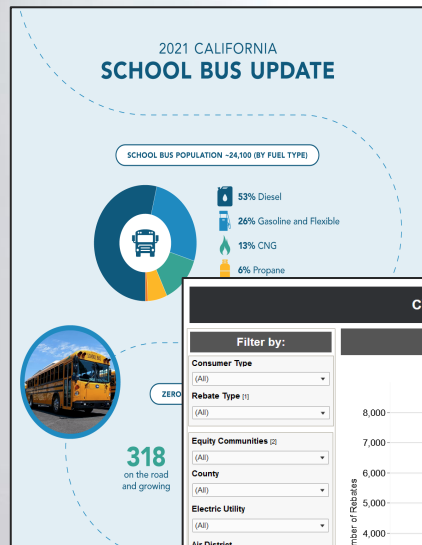 2021 CALIFORNIA
SCHOOL BUS UPDATE
SCHOOL BUS POPULATION ~24,100 (BY FUEL TYPE)
53% Diesel
26% Gasoline and Flexible
13% CNG
6% Propane
ZERO
318
on the road
and growing
C
Filter by:
Consumer Type
(All)
Rebate Type [1]
(All)
Equity Communities [2]
(All)
County
(All)
Electric Utility
(All)
Air District
8,000
7,000
6,000
5,000
4,000
mber of Rebates